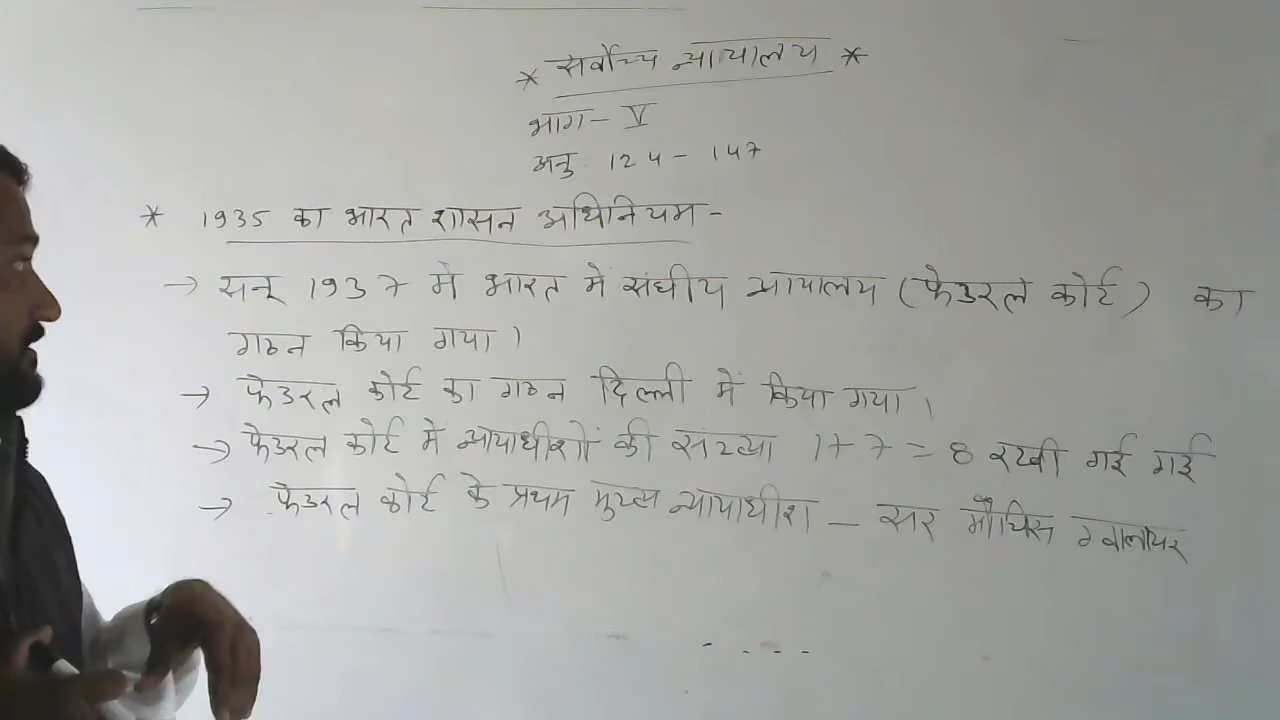 * सर्वोच्य न्यायालय *
भाग - V
अनु. 124 - 147
* 1935 का भारत शासन अधिनियम -
→ सन् 1937 मे भारत में संघीय न्यायालय (फेडरल कोर्ट) का
गठन किया गया।
→ फेडरल कोर्ट का गठन दिल्ली में किया गया।
→ फेडरल कोर्ट मे न्यायाधीशों की संख्या 1+7 = 8 रखी गई गई
→ फेडरल कोर्ट के प्रथम मुख्य न्यायाधीश - सर ग्वालायर